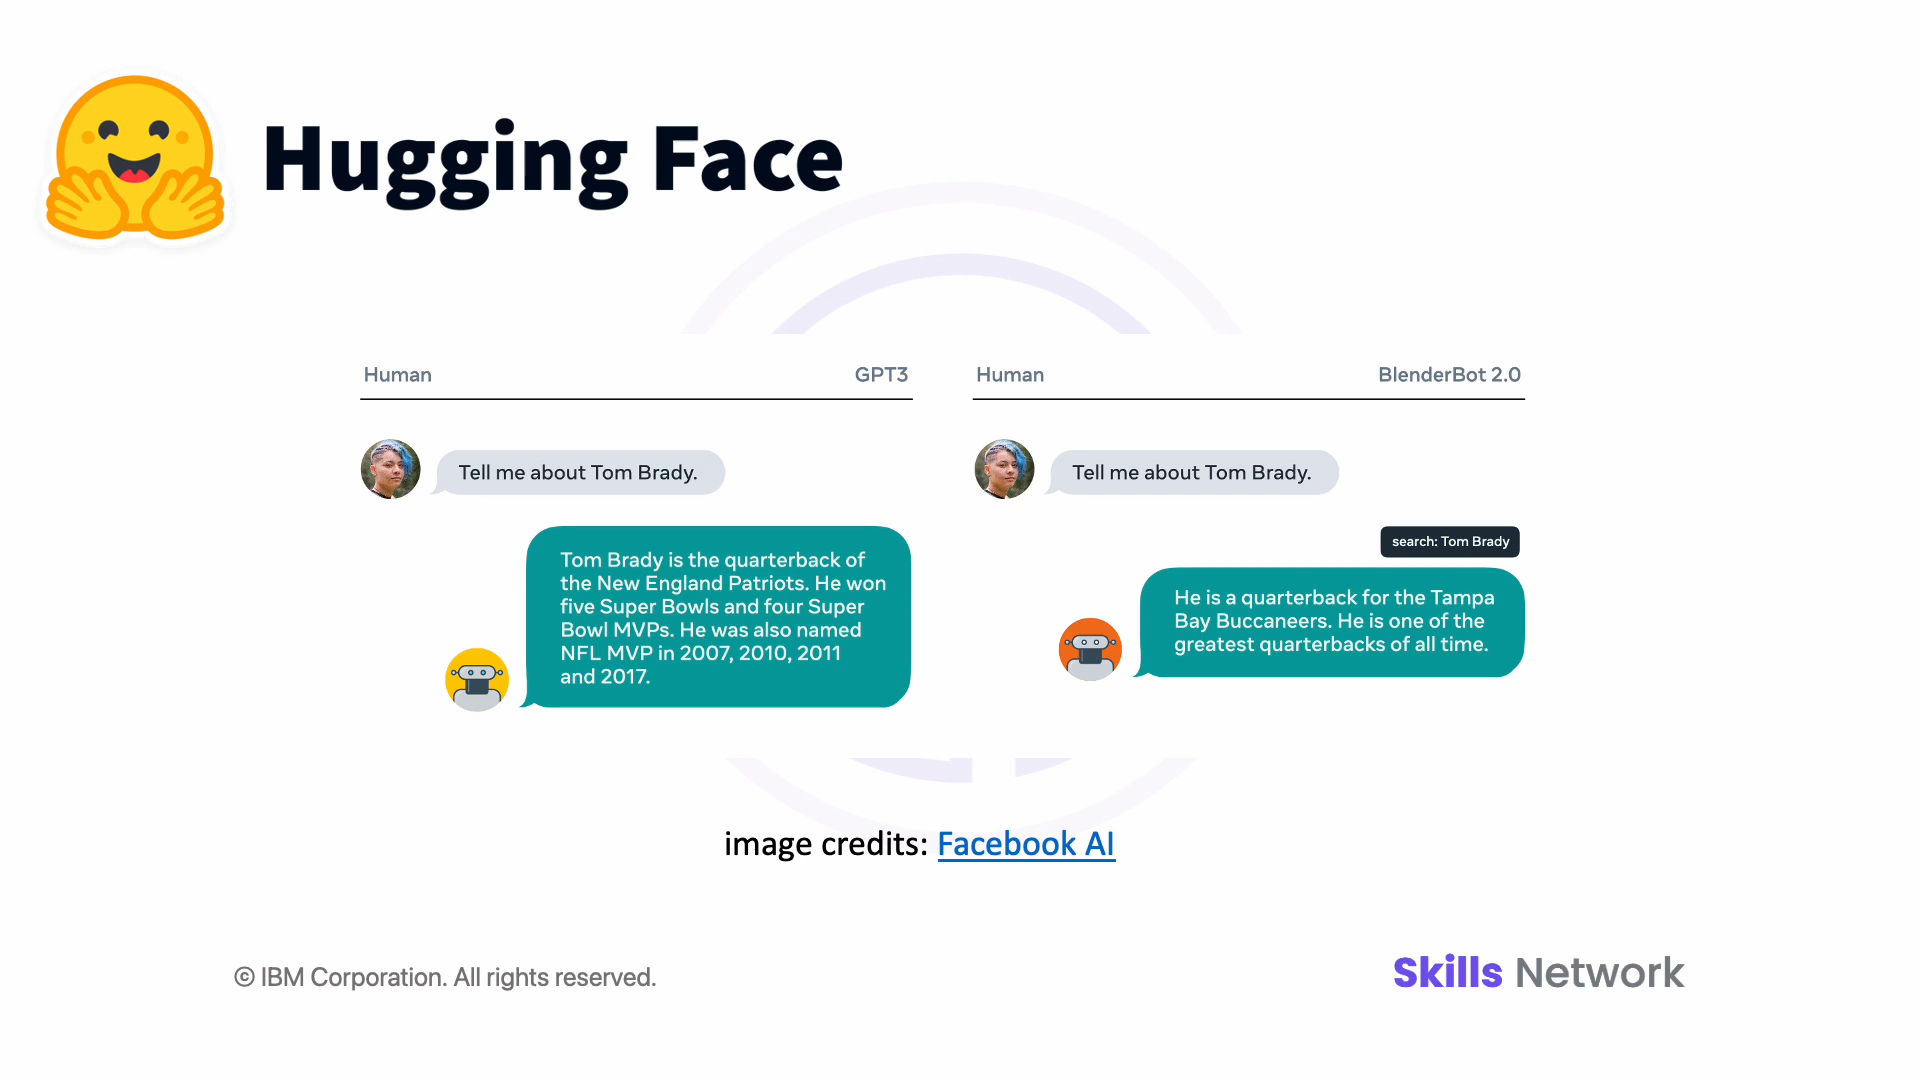 Hugging Face
Human GPT3
Tell me about Tom Brady.
Tom Brady is the quarterback of
the New England Patriots. He won
five Super Bowls and four Super
Bowl MVPs. He was also named
NFL MVP in 2007, 2010, 2011
and 2017.
Human BlenderBot 2.0
Tell me about Tom Brady.
search: Tom Brady
He is a quarterback for the Tampa
Bay Buccaneers. He is one of the
greatest quarterbacks of all time.
image credits: Facebook AI
© IBM Corporation. All rights reserved.
Skills Network